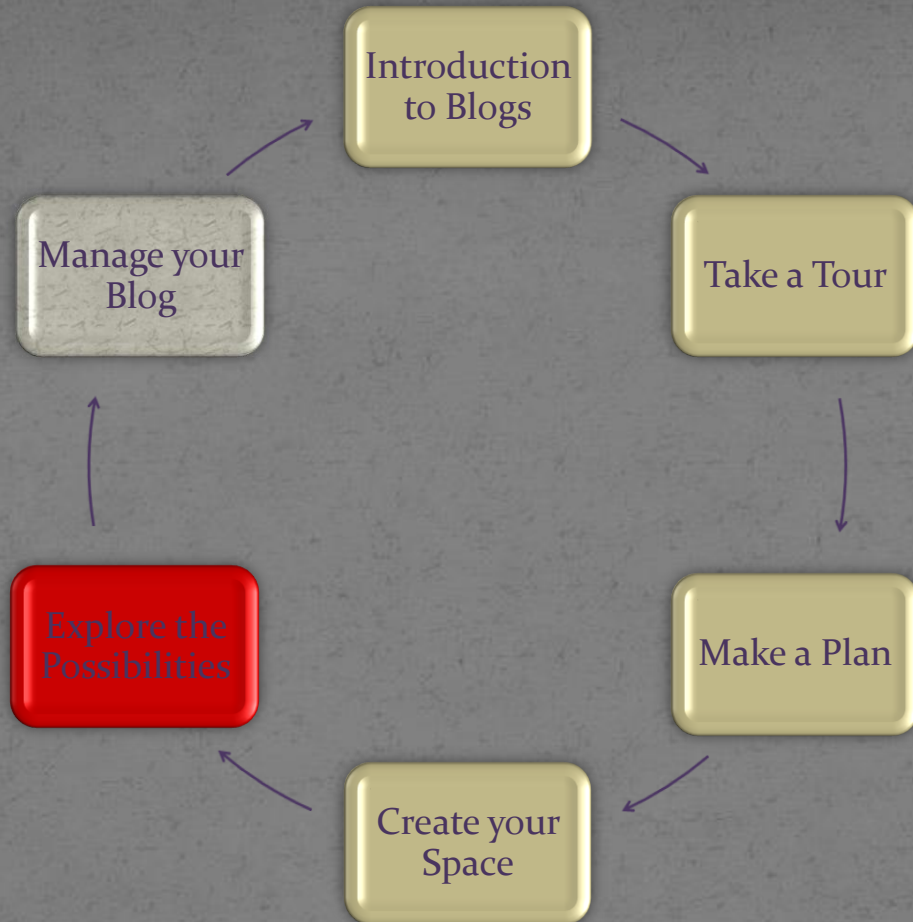 Introduction
to Blogs
Take a Tour
Make a Plan
Create your
Space
Explore the
Possibilities
Manage your
Blog